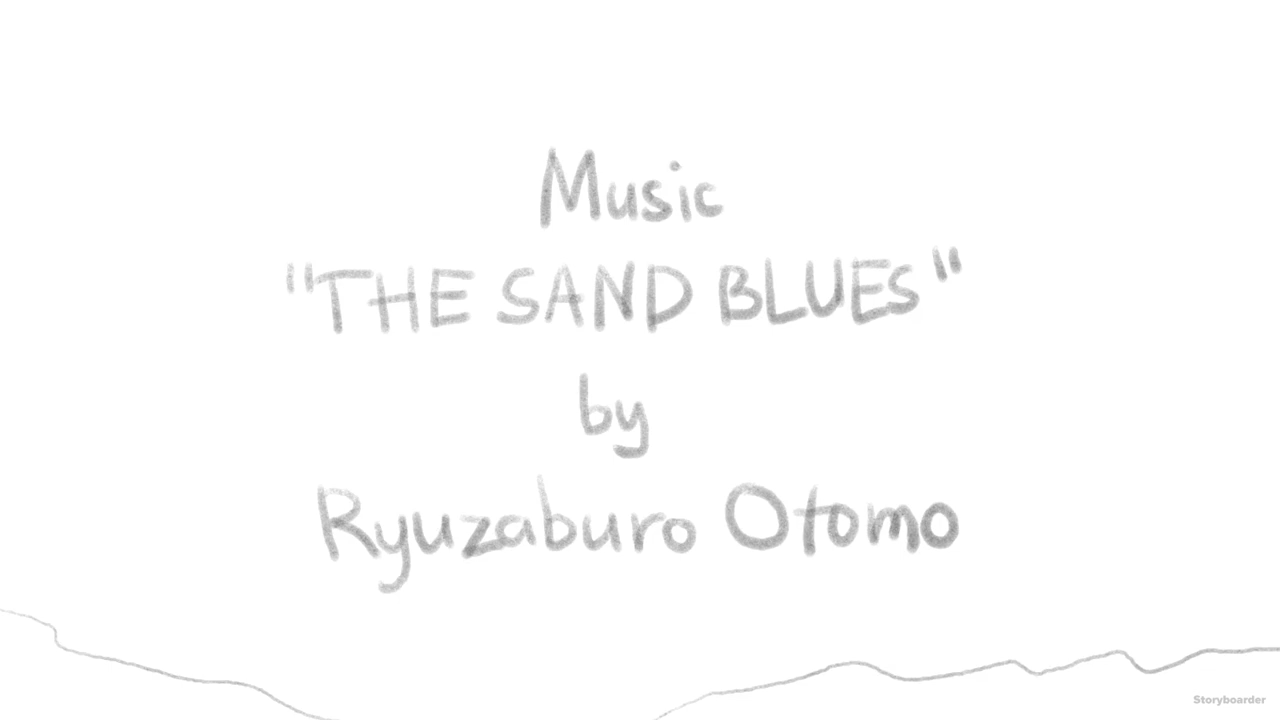 Music
"THE SAND BLUES"
by
Ryuzaburo Otomo
Storyboarder